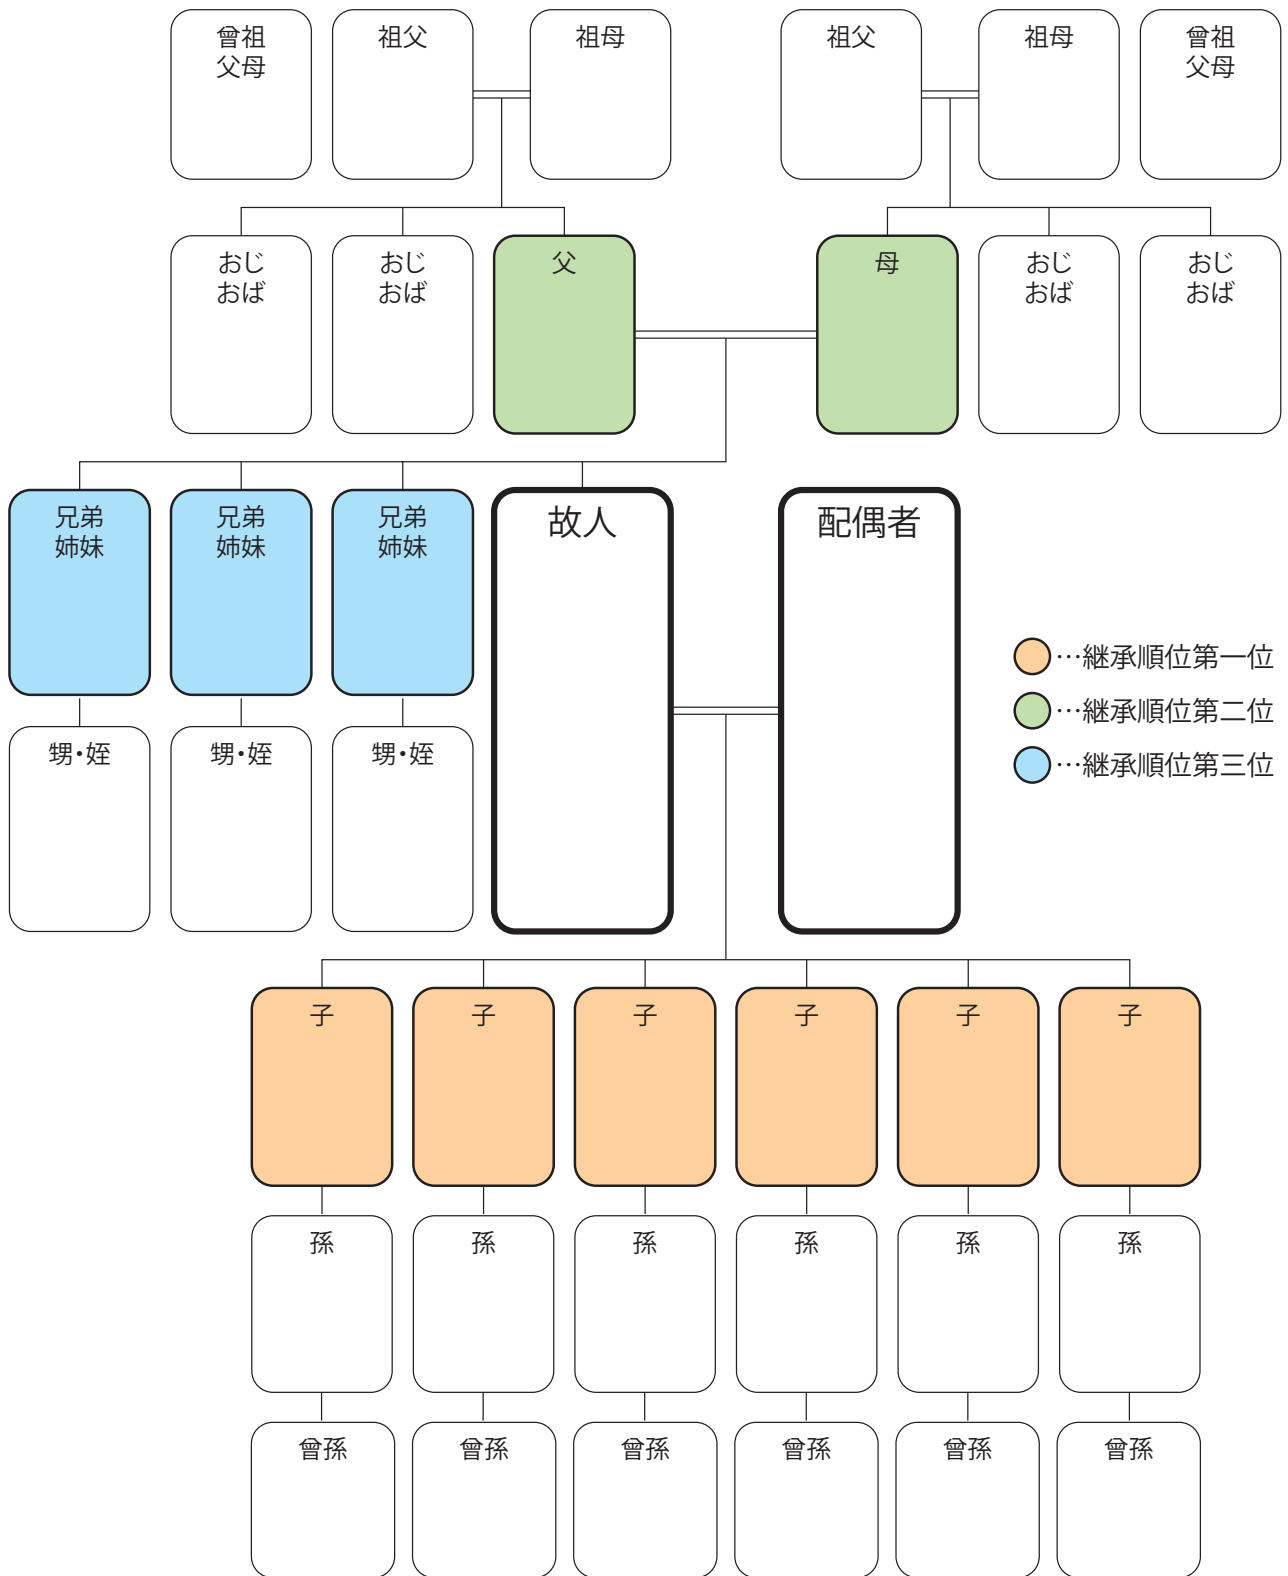 曾祖
父母
祖父
祖母
祖父
祖母
曾祖
父母
おじ
おば
おじ
おば
父
母
おじ
おば
おじ
おば
兄弟
姉妹
兄弟
姉妹
兄弟
姉妹
故人
配偶者
…継承順位第一位
…継承順位第二位
…継承順位第三位
甥・姪
甥・姪
甥・姪
子
子
子
子
子
子
孫
孫
孫
孫
孫
孫
曾孫
曾孫
曾孫
曾孫
曾孫
曾孫